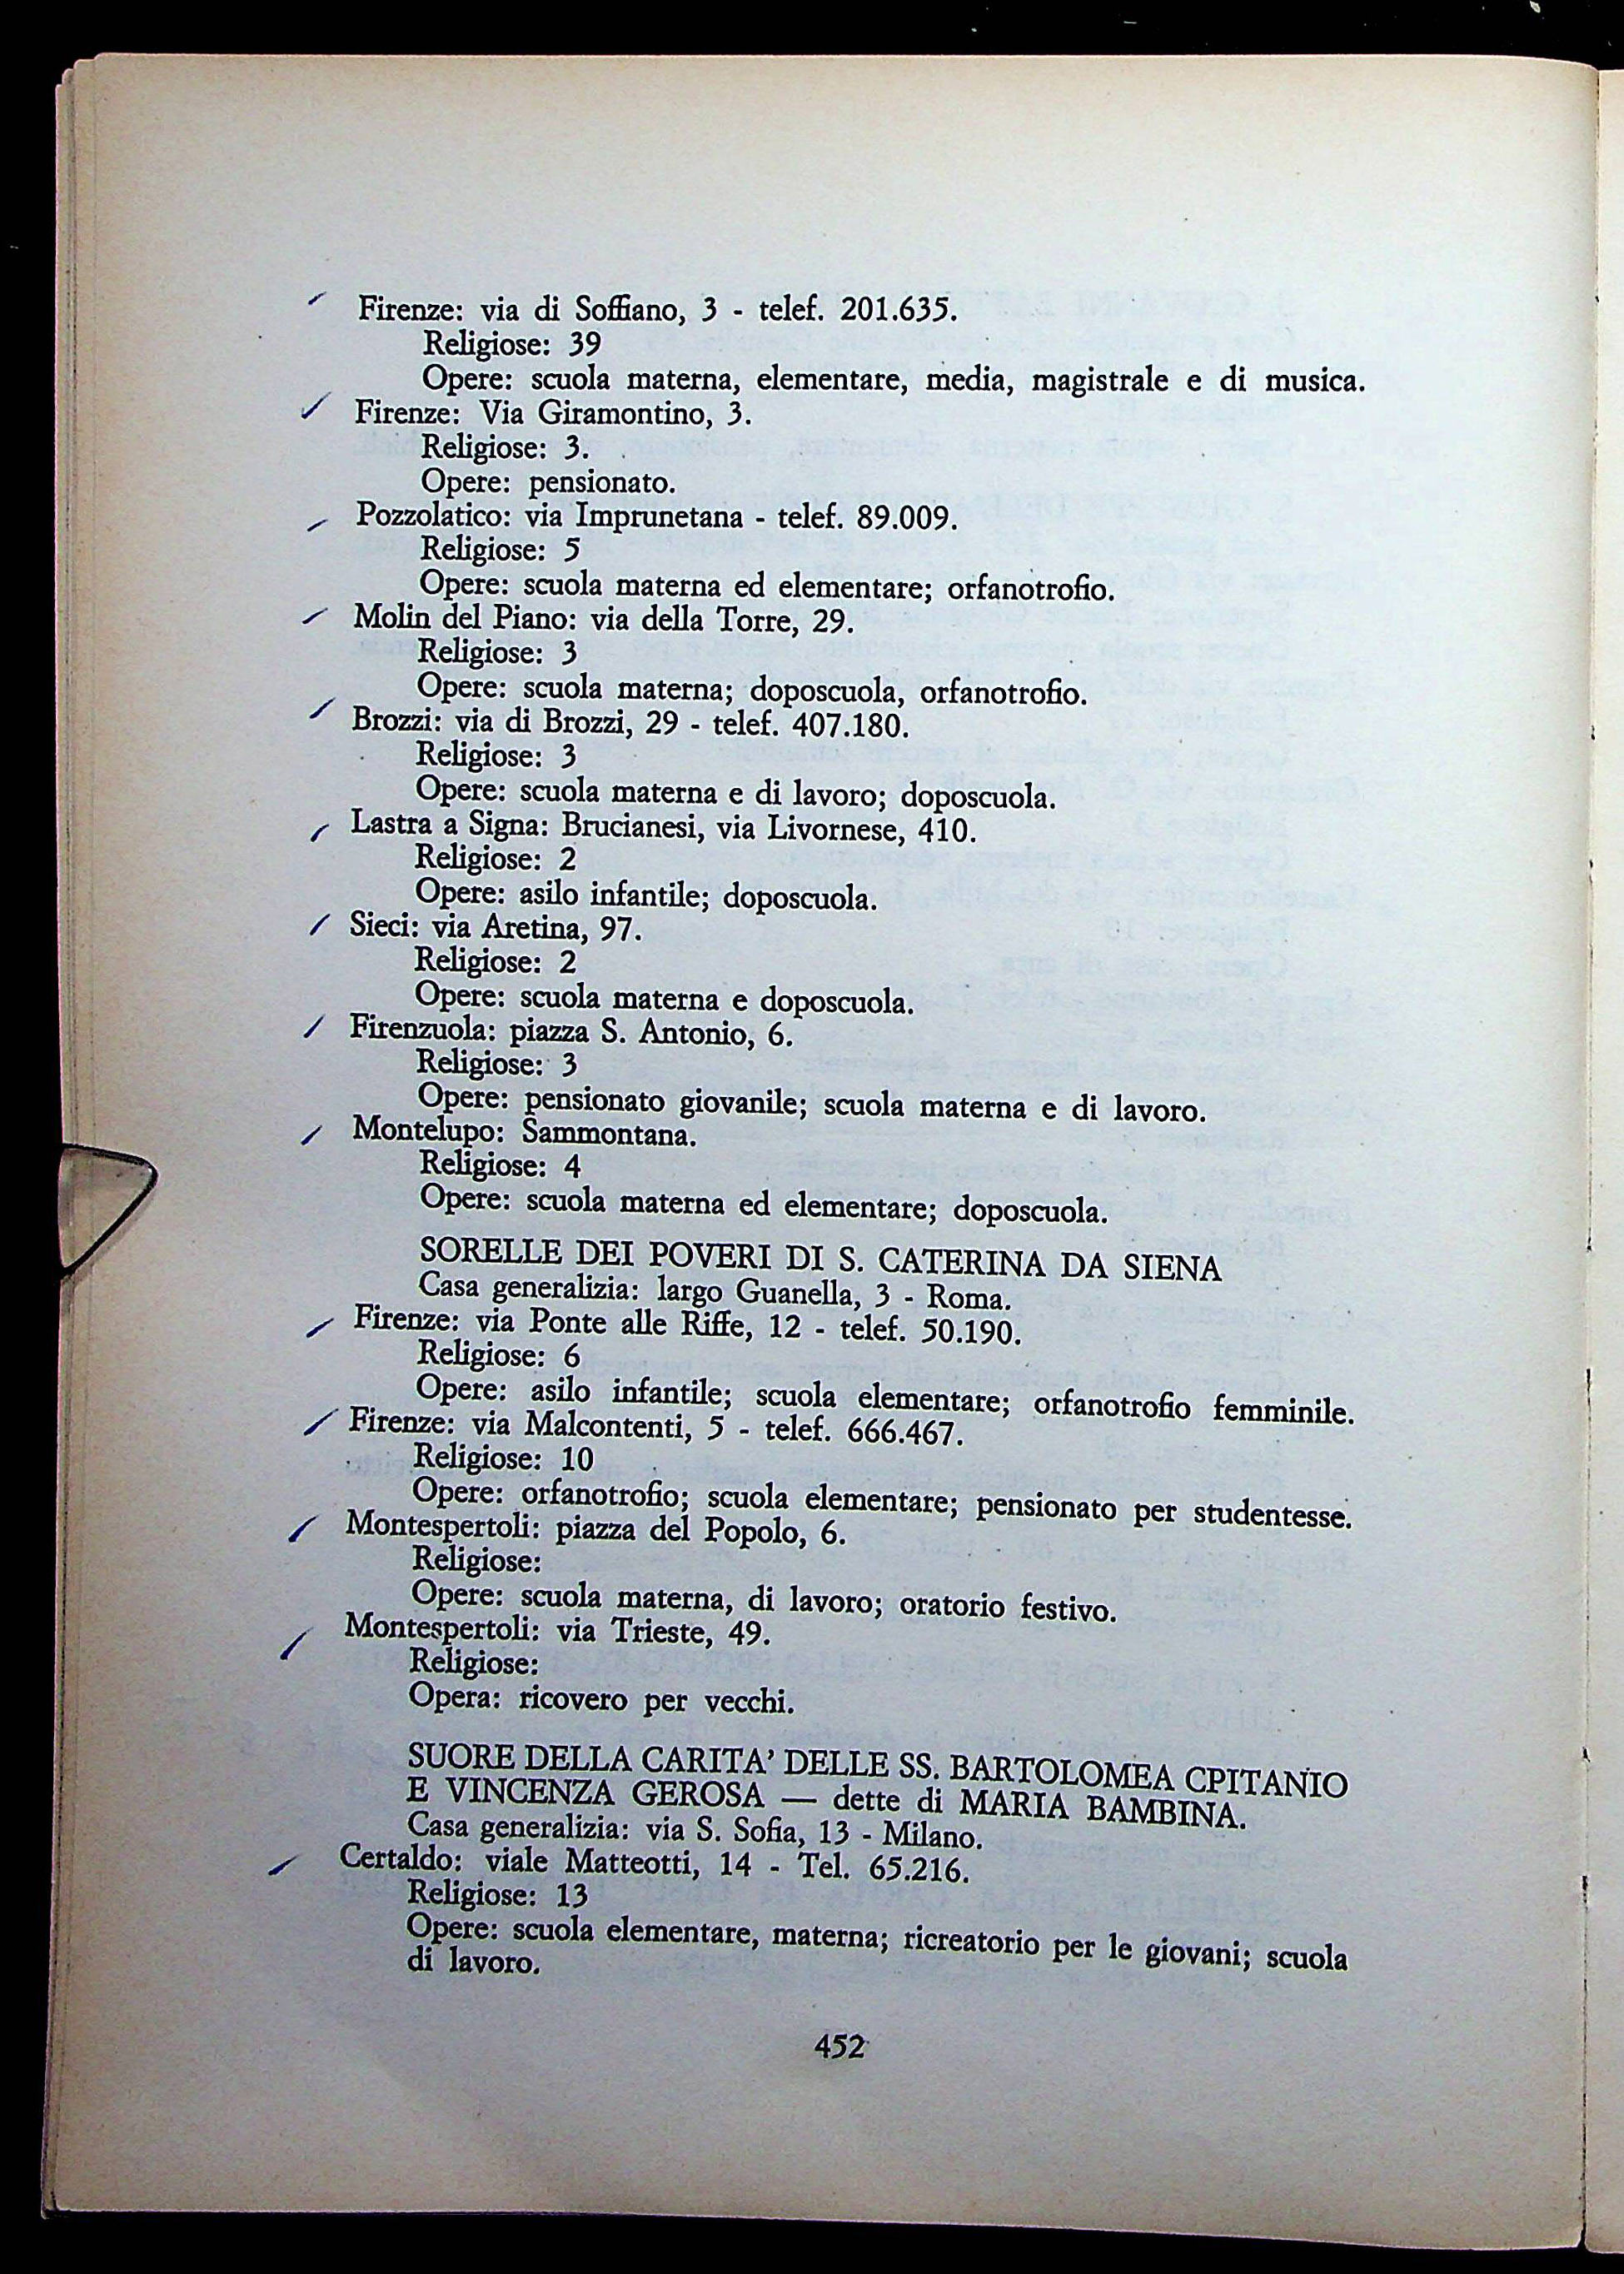 Firenze: via di Soffiano, 3 - telef. 201.635.
Religiose: 39
Opere: scuola materna, elementare, media, magistrale e di musica.
Firenze: Via Giramontino, 3.
Religiose: 3.
Opere: pensionato.
Pozzolatico: via Imprunetana - telef. 89.009.
Religiose: 5
Opere: scuola materna ed elementare; orfanotrofio.
Molin del Piano: via della Torre, 29.
Religiose: 3
Opere: scuola materna; doposcuola, orfanotrofio.
Brozzi: via di Brozzi, 29 - telef. 407.180.
Religiose: 3
Opere: scuola materna e di lavoro; doposcuola.
Lastra a Signa: Brucianesi, via Livornese, 410.
Religiose: 2
Opere: asilo infantile; doposcuola.
Sieci: via Aretina, 97.
Religiose: 2
Opere: scuola materna e doposcuola.
Firenzuola: piazza S. Antonio, 6.
Religiose: 3
Opere: pensionato giovanile; scuola materna e di lavoro.
Montelupo: Sammontana.
Religiose: 4
Opere: scuola materna ed elementare; doposcuola.
SORELLE DEI POVERI DI S. CATERINA DA SIENA
Casa generalizia: largo Guanella, 3 - Roma.
Firenze: via Ponte alle Riffe, 12 - telef. 50.190.
Religiose: 6
Opere: asilo infantile; scuola elementare; orfanotrofio femminile.
Firenze: via Malcontenti, 5 - telef. 666.467.
Religiose: 10
Opere: orfanotrofio; scuola elementare; pensionato per studentesse.
Montespertoli: piazza del Popolo, 6.
Religiose:
Opere: scuola materna, di lavoro; oratorio festivo.
Montespertoli: via Trieste, 49.
Religiose:
Opera: ricovero per vecchi.
SUORE DELLA CARITA' DELLE SS. BARTOLOMEA CPITANIO
E VINCENZA GEROSA — dette di MARIA BAMBINA.
Casa generalizia: via S. Sofia, 13 - Milano.
Certaldo: viale Matteotti, 14 - Tel. 65.216.
Religiose: 13
Opere: scuola elementare, materna; ricreatorio per le giovani; scuola
di lavoro.
452